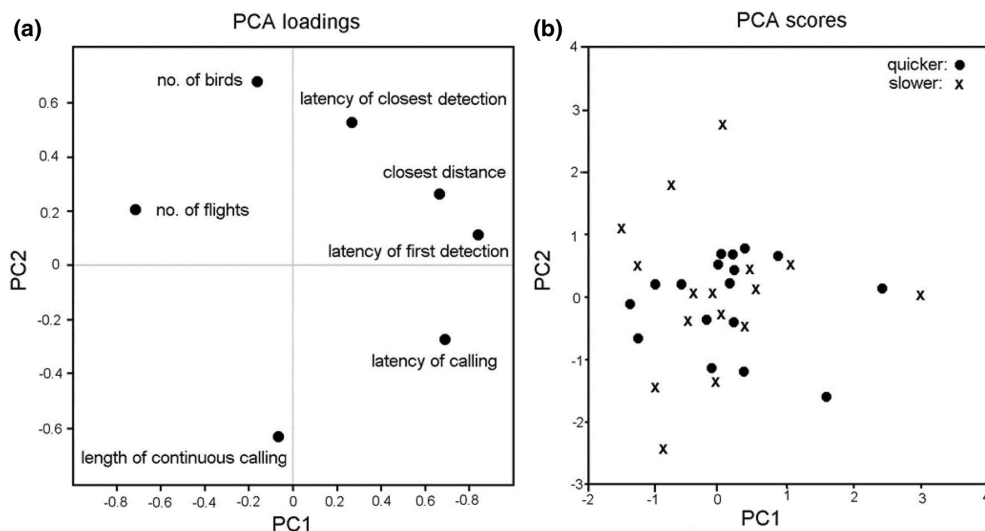 (a)
PCA loadings
no. of birds
latency of closest detection
closest distance
no. of flights
latency of first detection
latency of calling
length of continuous calling
0.6
0.4
0.2
0
-0.2
-0.4
-0.6
PC2
-0.8
-0.6
-0.4
-0.2
0
0.2
0.4
0.6
-0.8
PC1
(b)
PCA scores
quicker:
slower: x
4
3
2
1
0
-1
-2
-3
PC2
-2
-1
0
1
2
3
4
PC1